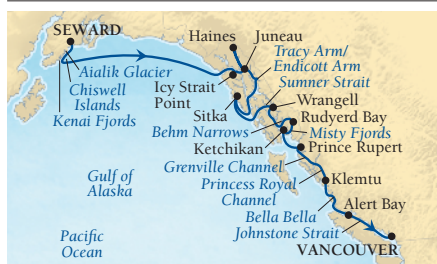 SEWARD
Haines
Juneau
Tracy Arm/
Endicott Arm
Sumner Strait
Aialik Glacier
Chiswell
Islands
Kenai Fjords
Icy Strait
Point
Sitka
Wrangell
Rudyerd Bay
Behm Narrows
Misty Fjords
Ketchikan
Prince Rupert
Grenville Channel
Princess Royal
Channel
Klemtu
Gulf of
Alaska
Bella Bella
Alert Bay
Johnstone Strait
VANCOUVER
Pacific
Ocean